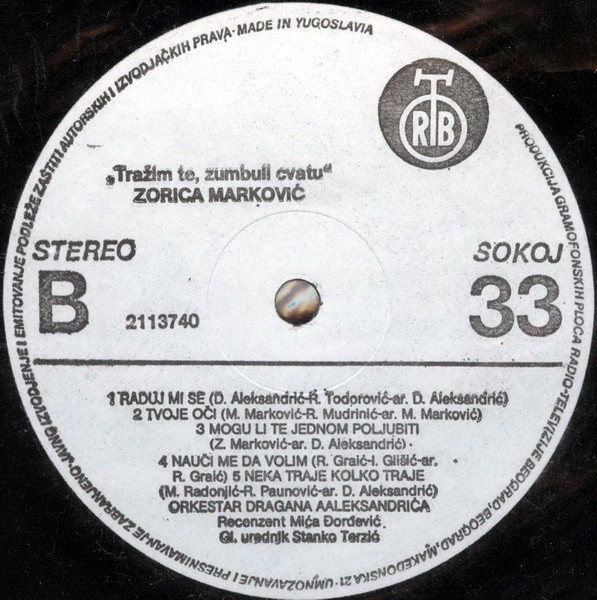 PRODUKCIJA GRAMOFONSKIH PLOCA RADIO-TELEVIZIJE BEOGRAD, BEOGRAD, MAKEDONSKA 21 · UMNOŽAVANJE I PRESNIMAVANJE ZABRANJENO · JAVNO IZVODJENJE I EMITOVANJE PODLEŽE ZAŠTITI AUTORSKIH I IZVODJAČKIH PRAVA · MADE IN YUGOSLAVIA
RTB
„Tražim te, zumbuli cvatu“
ZORICA MARKOVIĆ
STEREO
SOKOJ
B
2113740
33
1 RADUJ MI SE (D. Aleksandrić-R. Todorović-ar. D. Aleksandrić)
2 TVOJE OČI (M. Marković-R. Mudrinić-ar. M. Marković)
3 MOGU LI TE JEDNOM POLJUBITI
(Z. Marković-ar. D. Aleksandrić) ·
4 NAUČI ME DA VOLIM (R. Graić-I. Glišić-ar.
R. Graić) 5 NEKA TRAJE KOLKO TRAJE
(M. Radonjić-R. Paunović-ar. D. Aleksandrić)
ORKESTAR DRAGANA AALEKSANDRIĆA
Recenzent Mića Đorđević
Gl. urednik Stanko Terzić